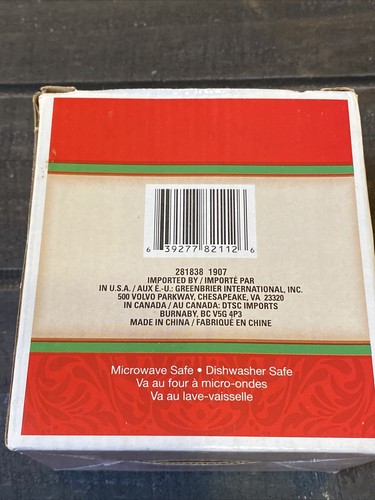 6 39277 82112 6
281838 1907
IMPORTED BY / IMPORTÉ PAR
IN U.S.A. / AUX É.-U.: GREENBRIER INTERNATIONAL, INC.
500 VOLVO PARKWAY, CHESAPEAKE, VA 23320
IN CANADA / AU CANADA: DTSC IMPORTS
BURNABY, BC V5G 4P3
MADE IN CHINA / FABRIQUÉ EN CHINE
Microwave Safe • Dishwasher Safe
Va au four à micro-ondes
Va au lave-vaisselle